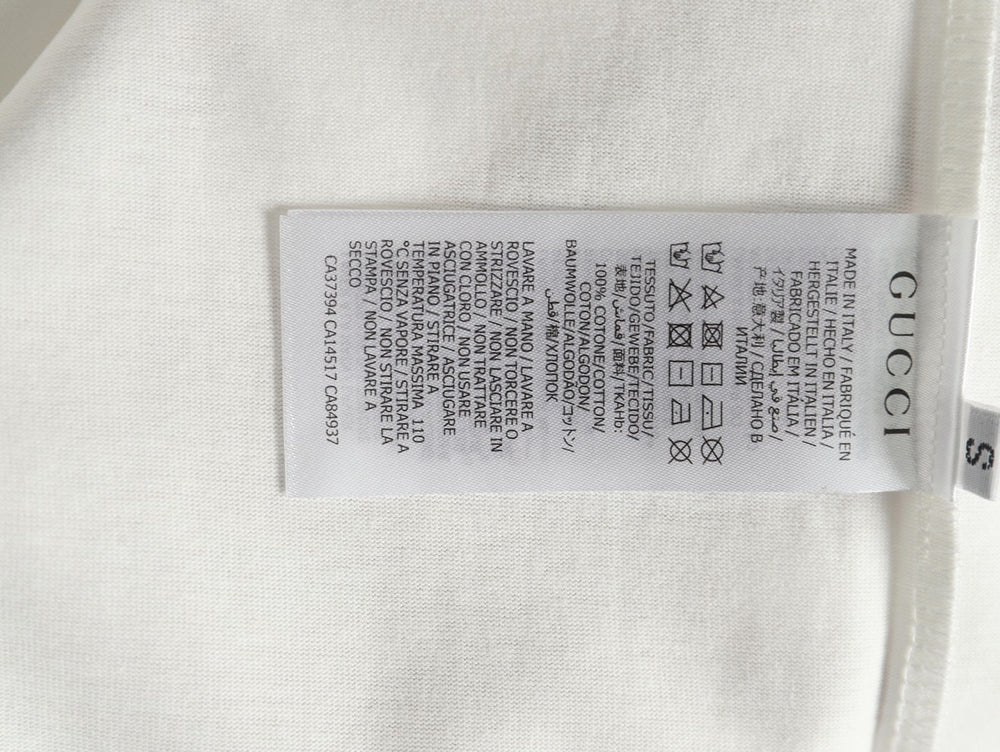 GUCCI
S
MADE IN ITALY / FABRIQUÉ EN
ITALIE / HECHO EN ITALIA /
HERGESTELLT IN ITALIEN /
FABRICADO EM ITÁLIA /
イタリア製 / صنع في إيطاليا /
产地:意大利 / СДЕЛАНО В
ИТАЛИИ
TESSUTO/FABRIC/TISSU/
TEJIDO/GEWEBE/TECIDO/
表地/قماش/面料/ТКАНЬ:
100% COTONE/COTTON/
COTON/ALGODON/
BAUMWOLLE/ALGODÃO/コットン/
قطن/棉/ХЛОПОК
LAVARE A MANO / LAVARE A
ROVESCIO / NON TORCERE O
STRIZZARE / NON LASCIARE IN
AMMOLLO / NON TRATTARE
CON CLORO / NON USARE
ASCIUGATRICE / ASCIUGARE
IN PIANO / STIRARE A
TEMPERATURA MASSIMA 110
°C SENZA VAPORE / STIRARE A
ROVESCIO / NON STIRARE LA
STAMPA / NON LAVARE A
SECCO
CA37394 CA14517 CA84937